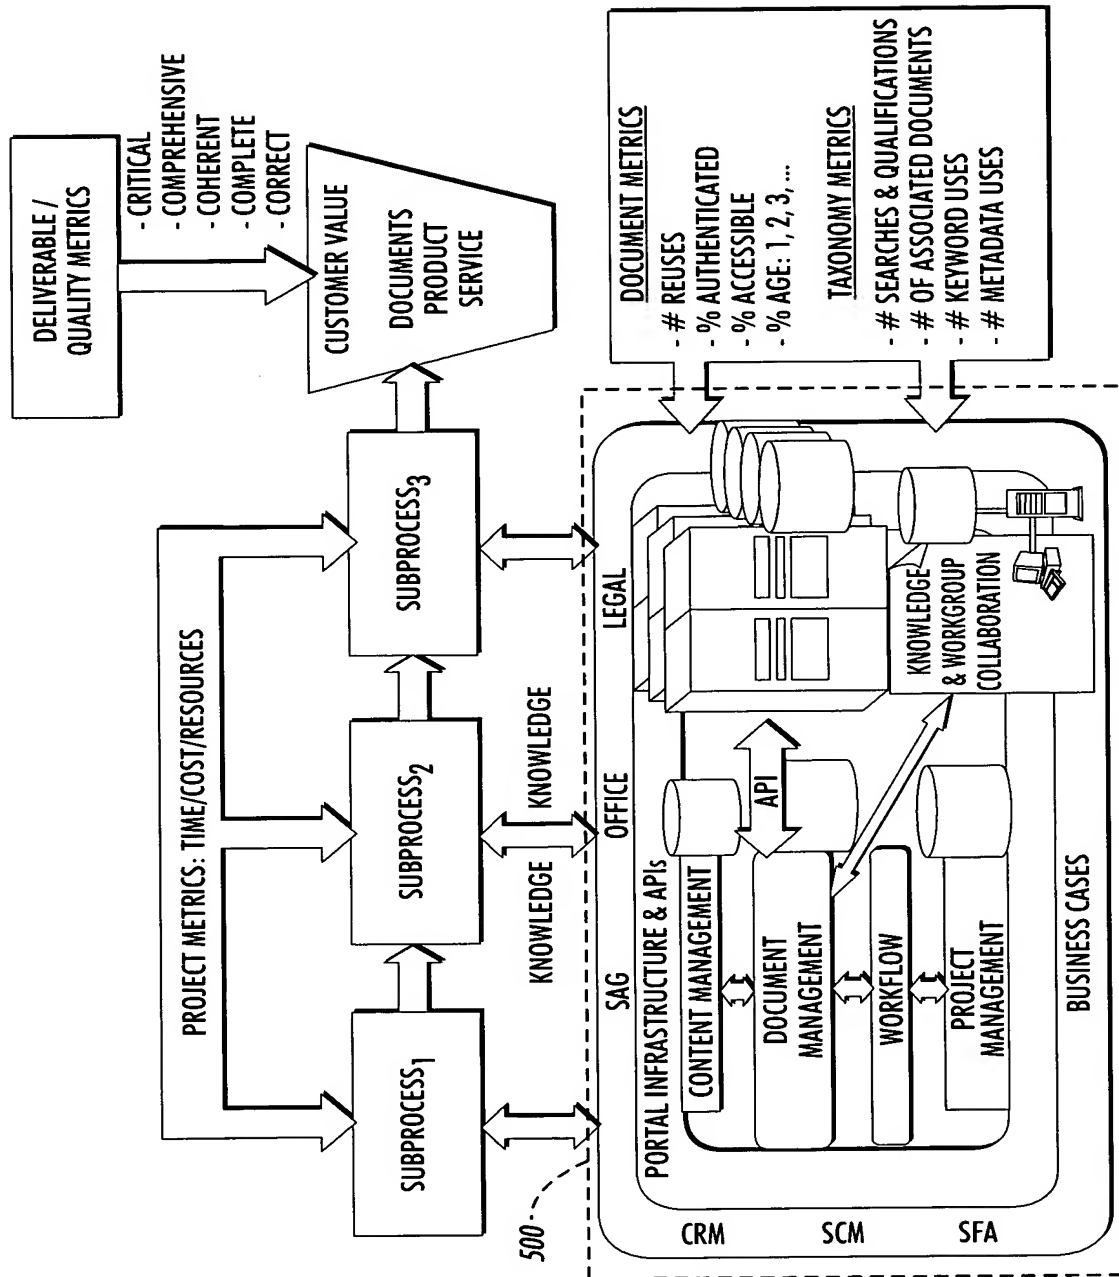 DELIVERABLE /
QUALITY METRICS
- CRITICAL
- COMPREHENSIVE
- COHERENT
- COMPLETE
- CORRECT
PROJECT METRICS: TIME/COST/RESOURCES
SUBPROCESS1
SUBPROCESS2
SUBPROCESS3
CUSTOMER VALUE
DOCUMENTS
PRODUCT
SERVICE
KNOWLEDGE
KNOWLEDGE
500
SAG
OFFICE
LEGAL
CRM
SCM
SFA
PORTAL INFRASTRUCTURE & APIs
CONTENT MANAGEMENT
DOCUMENT
MANAGEMENT
WORKFLOW
PROJECT
MANAGEMENT
API
KNOWLEDGE
& WORKGROUP
COLLABORATION
BUSINESS CASES
DOCUMENT METRICS
- # REUSES
- % AUTHENTICATED
- % ACCESSIBLE
- % AGE: 1, 2, 3, ...
TAXONOMY METRICS
- # SEARCHES & QUALIFICATIONS
- # OF ASSOCIATED DOCUMENTS
- # KEYWORD USES
- # METADATA USES